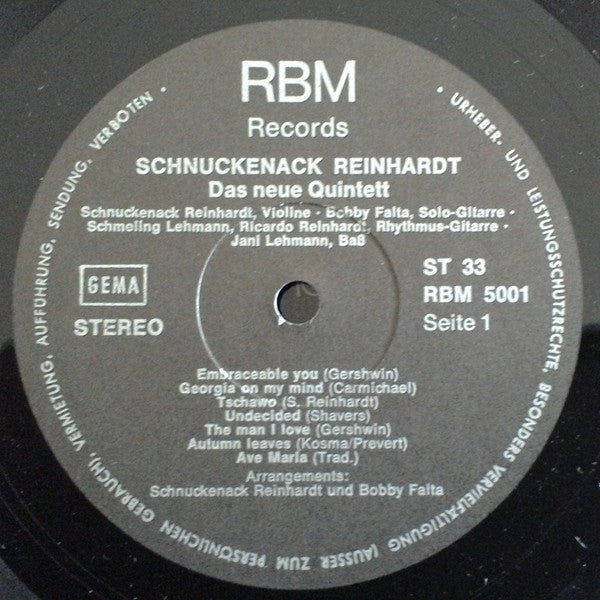 RBM
Records
SCHNUCKENACK REINHARDT
Das neue Quintett
Schnuckenack Reinhardt, Violine · Bobby Falta, Solo-Gitarre ·
Schmeling Lehmann, Ricardo Reinhardt, Rhythmus-Gitarre ·
Jani Lehmann, Baß
GEMA
STEREO
ST 33
RBM 5001
Seite 1
Embraceable you (Gershwin)
Georgia on my mind (Carmichael)
Tschawo (S. Reinhardt)
Undecided (Shavers)
The man I love (Gershwin)
Autumn leaves (Kosma/Prevert)
Ave Maria (Trad.)
Arrangements:
Schnuckenack Reinhardt und Bobby Falta
· URHEBER- UND LEISTUNGSSCHUTZRECHTE, BESONDERS VERVIELFÄLTIGUNG (AUSSER ZUM PERSÖNLICHEN GEBRAUCH), VERMIETUNG, AUFFÜHRUNG, SENDUNG, VERBOTEN ·